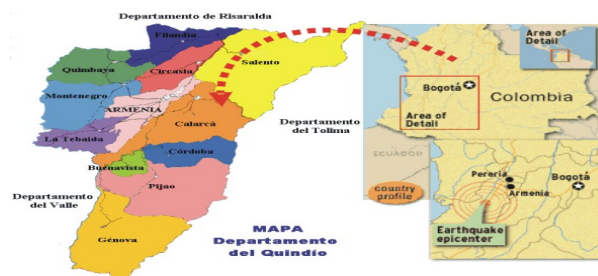 Departamento de Risaralda
Filandia
Quimbaya
Circasia
Salento
Montenegro
ARMENIA
Calarcá
La Tebaida
Departamento
del Tolima
Córdoba
Buenavista
Departamento
del Valle
Pijao
Génova
MAPA
Departamento
del Quindío
Area of
Detail
Bogotá
Colombia
Area of
Detail
ECUADOR
country
profile
Pereria
Armenia
Bogotá
Earthquake
epicenter